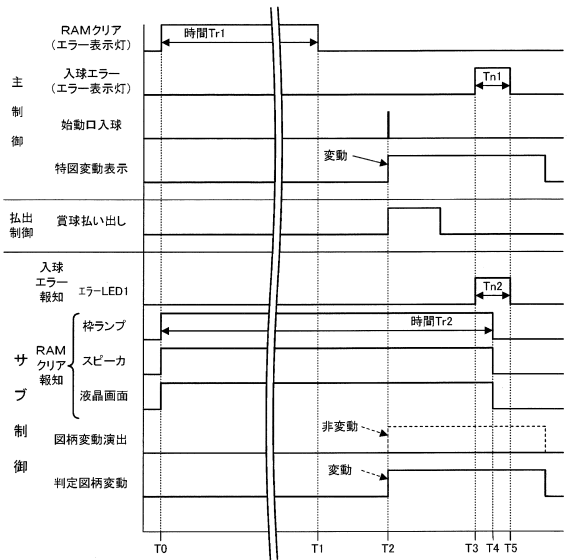 RAMクリア
(エラー表示灯)
時間Tr1
入球エラー
(エラー表示灯)
Tn1
主制御
始動口入球
特図変動表示
変動
払出
制御
賞球払い出し
入球
エラー
報知
エラーLED1
Tn2
枠ランプ
時間Tr2
RAM
クリア
報知
スピーカ
液晶画面
サブ制御
図柄変動演出
非変動
判定図柄変動
変動
T0 T1 T2 T3 T4 T5